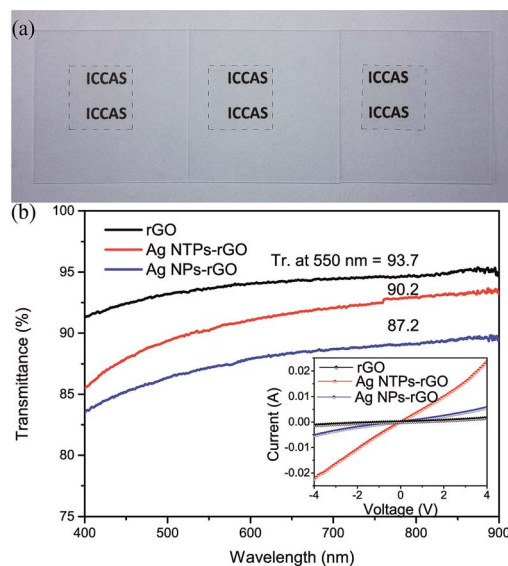 (a)
ICCAS ICCAS ICCAS
ICCAS ICCAS ICCAS
(b)
100
95
90
85
80
75
Transmittance (%)
rGO
Ag NTPs-rGO
Ag NPs-rGO
Tr. at 550 nm = 93.7
90.2
87.2
0.02
0.01
0.00
-0.01
-0.02
Current (A)
rGO
Ag NTPs-rGO
Ag NPs-rGO
-4 -2 0 2 4
Voltage (V)
400 500 600 700 800 900
Wavelength (nm)